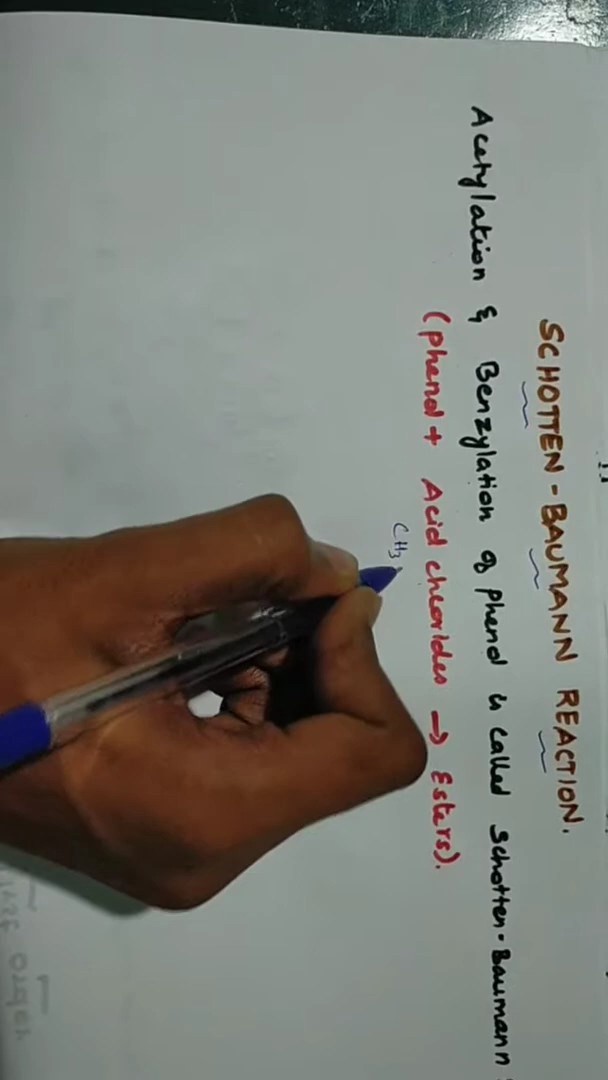 SCHOTTEN-BAUMANN REACTION.
Acetylation & Benzylation of phenol is called Schotten-Baumann
(phenol + Acid chlorides → Esters).
CH3